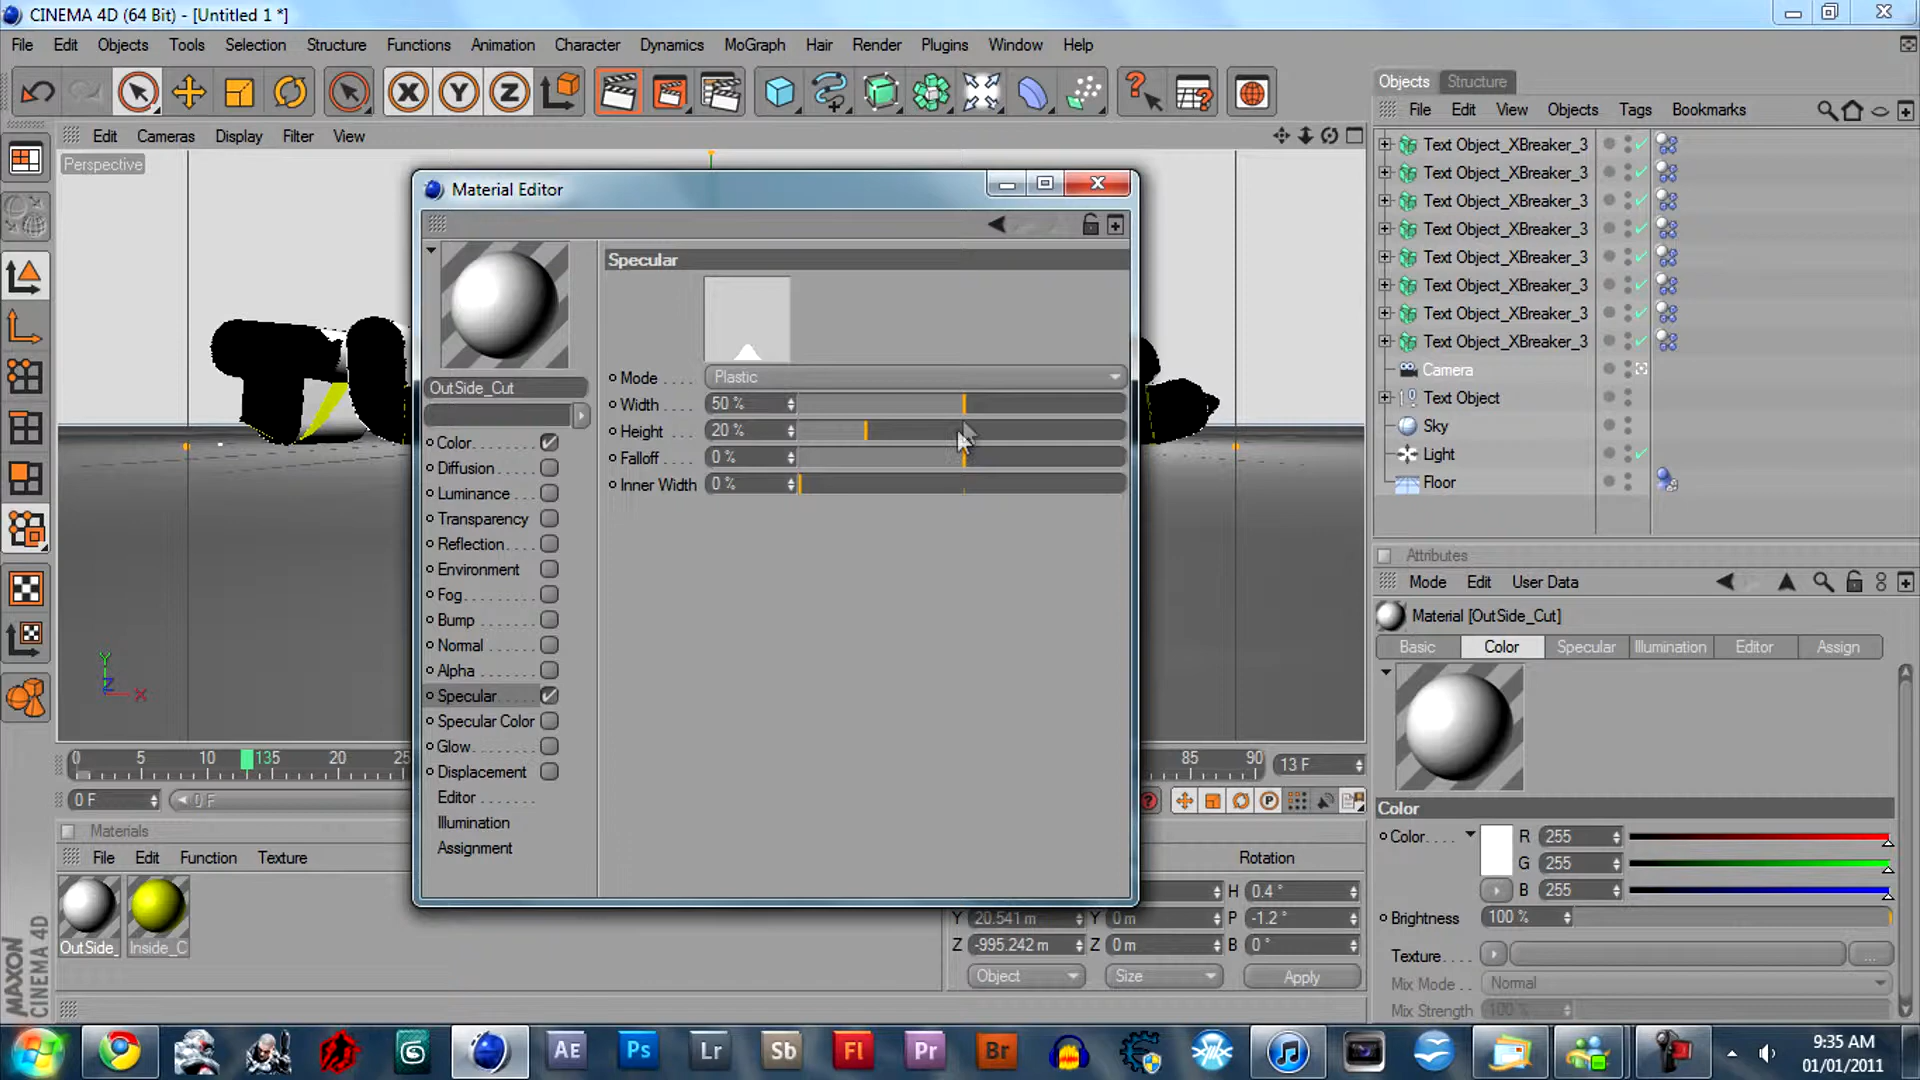 CINEMA 4D (64 Bit) - [Untitled 1 *]
File Edit Objects Tools Selection Structure Functions Animation Character Dynamics MoGraph Hair Render Plugins Window Help
Objects Structure
File Edit View Objects Tags Bookmarks
Edit Cameras Display Filter View
Perspective
Text Object_XBreaker_3
Text Object_XBreaker_3
Text Object_XBreaker_3
Text Object_XBreaker_3
Text Object_XBreaker_3
Text Object_XBreaker_3
Text Object_XBreaker_3
Text Object_XBreaker_3
Camera
Text Object
Sky
Light
Floor
Material Editor
Specular
OutSide_Cut
Mode Plastic
Width 50 %
Height 20 %
Falloff 0 %
Inner Width 0 %
Color
Diffusion
Luminance
Transparency
Reflection
Environment
Fog
Bump
Normal
Alpha
Specular
Specular Color
Glow
Displacement
Editor
Illumination
Assignment
Attributes
Mode Edit User Data
Material [OutSide_Cut]
Basic Color Specular Illumination Editor Assign
Color
Color R 255
G 255
B 255
Brightness 100 %
Texture
Mix Mode Normal
Mix Strength 100 %
Y
Z X
0 5 10 135 20 25 85 90 13 F
0 F 0 F
Materials
File Edit Function Texture
OutSide_ Inside_C
Rotation
H 0.4 °
Y 20.541 m Y 0 m P -1.2 °
Z -995.242 m Z 0 m B 0 °
Object Size Apply
MAXON
CINEMA 4D
AE Ps Lr Sb Fl Pr Br
9:35 AM
01/01/2011